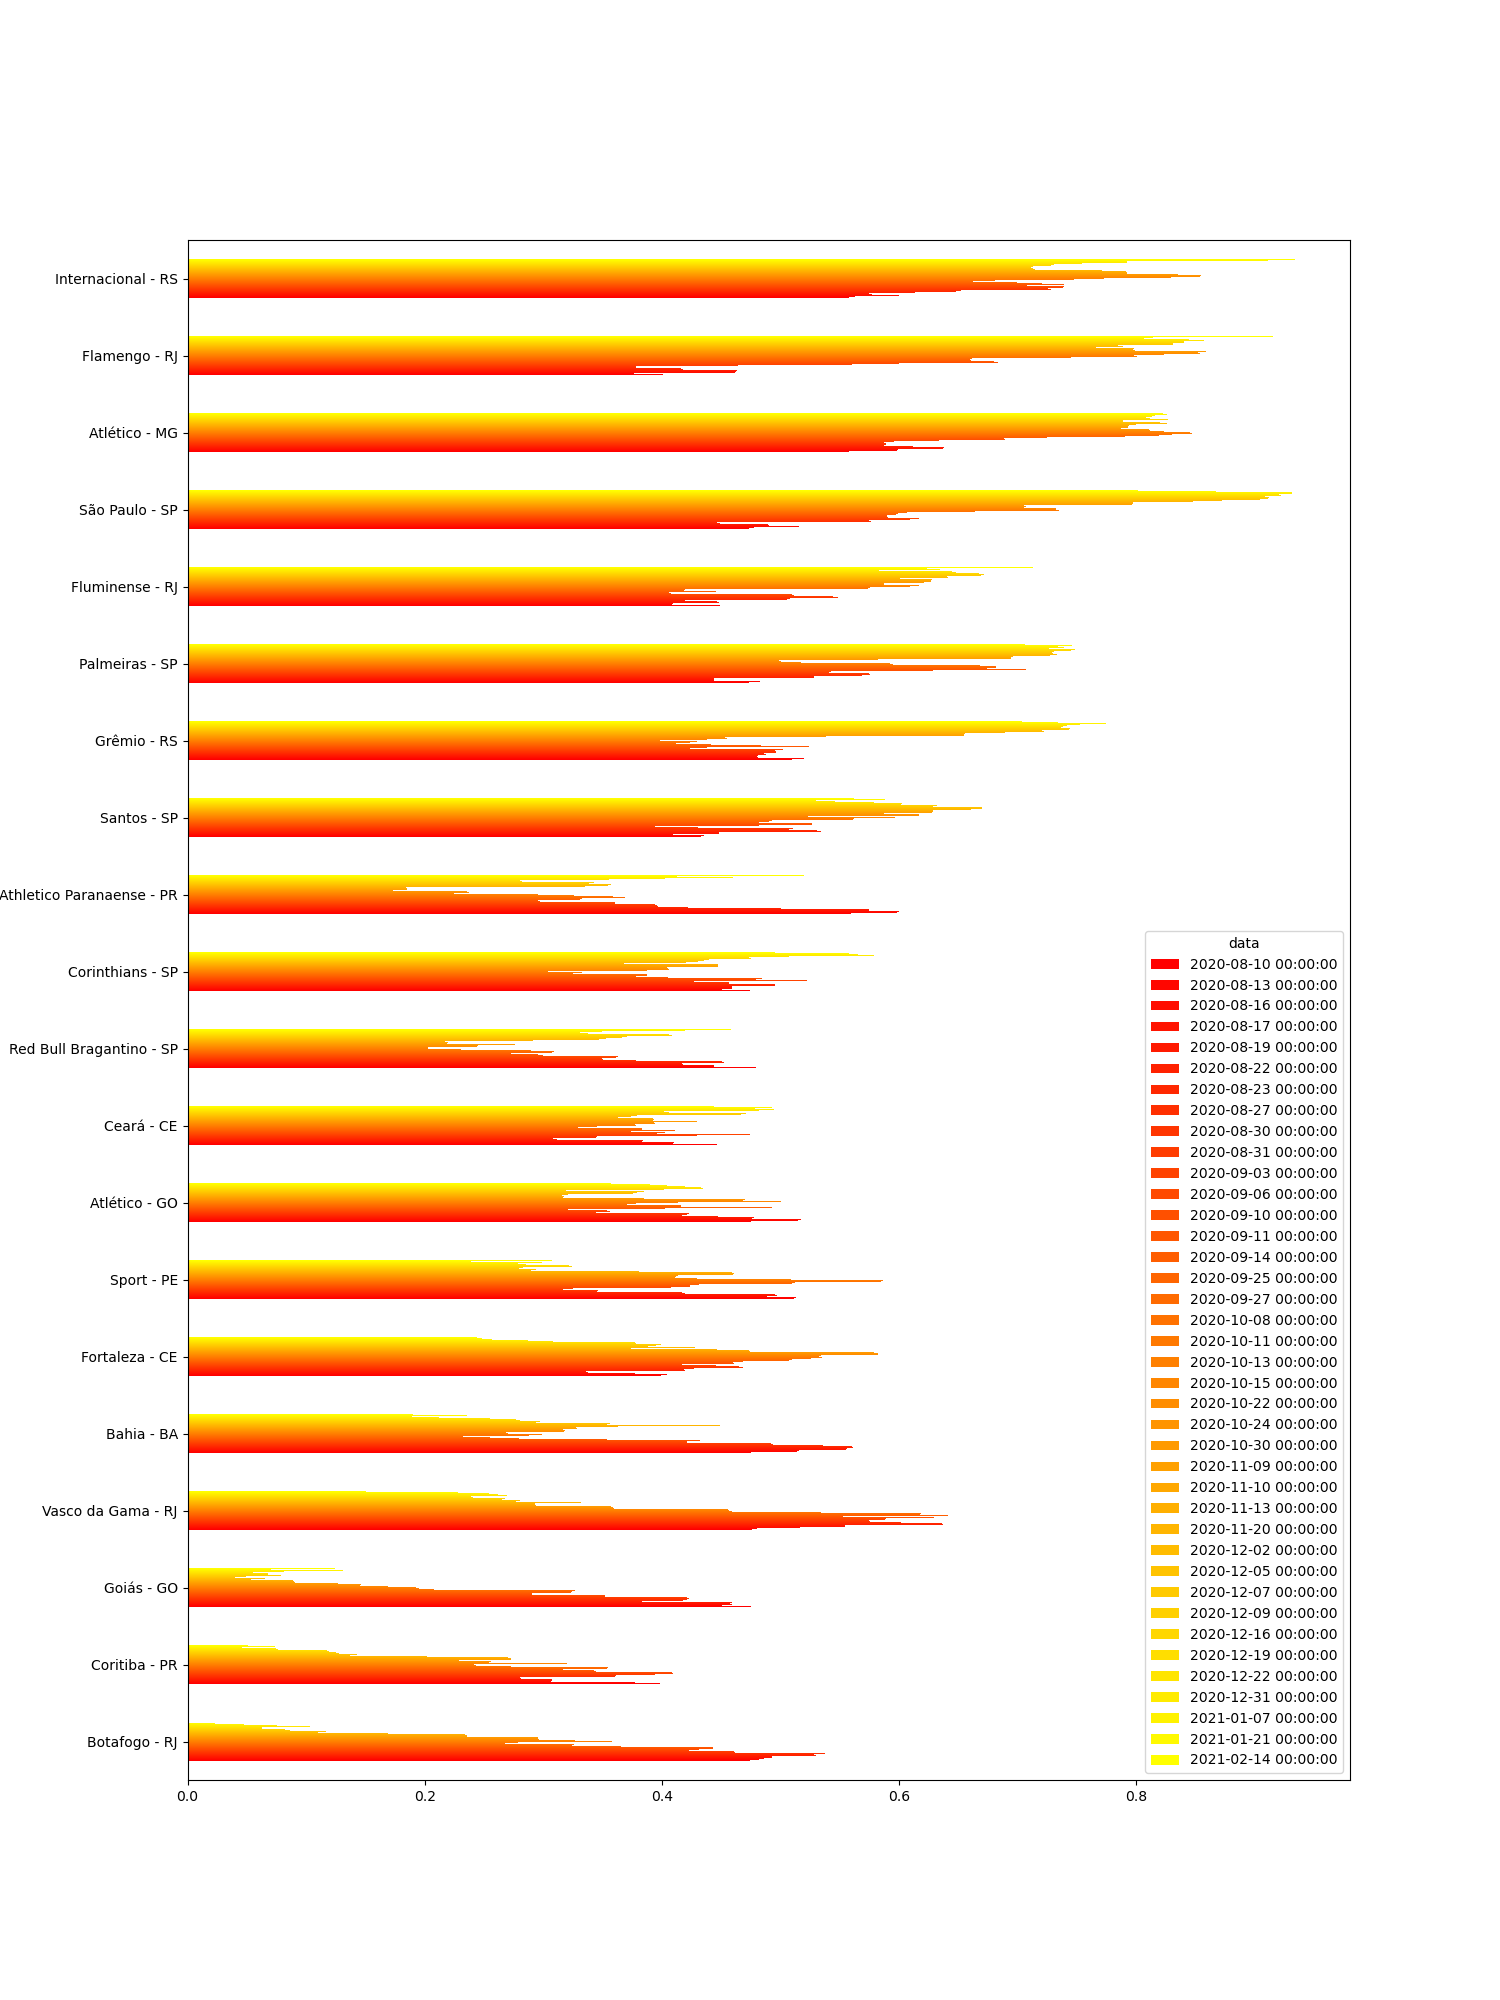 Internacional - RS
Flamengo - RJ
Atlético - MG
São Paulo - SP
Fluminense - RJ
Palmeiras - SP
Grêmio - RS
Santos - SP
Athletico Paranaense - PR
Corinthians - SP
Red Bull Bragantino - SP
Ceará - CE
Atlético - GO
Sport - PE
Fortaleza - CE
Bahia - BA
Vasco da Gama - RJ
Goiás - GO
Coritiba - PR
Botafogo - RJ
0.0 0.2 0.4 0.6 0.8
data
2020-08-10 00:00:00
2020-08-13 00:00:00
2020-08-16 00:00:00
2020-08-17 00:00:00
2020-08-19 00:00:00
2020-08-22 00:00:00
2020-08-23 00:00:00
2020-08-27 00:00:00
2020-08-30 00:00:00
2020-08-31 00:00:00
2020-09-03 00:00:00
2020-09-06 00:00:00
2020-09-10 00:00:00
2020-09-11 00:00:00
2020-09-14 00:00:00
2020-09-25 00:00:00
2020-09-27 00:00:00
2020-10-08 00:00:00
2020-10-11 00:00:00
2020-10-13 00:00:00
2020-10-15 00:00:00
2020-10-22 00:00:00
2020-10-24 00:00:00
2020-10-30 00:00:00
2020-11-09 00:00:00
2020-11-10 00:00:00
2020-11-13 00:00:00
2020-11-20 00:00:00
2020-12-02 00:00:00
2020-12-05 00:00:00
2020-12-07 00:00:00
2020-12-09 00:00:00
2020-12-16 00:00:00
2020-12-19 00:00:00
2020-12-22 00:00:00
2020-12-31 00:00:00
2021-01-07 00:00:00
2021-01-21 00:00:00
2021-02-14 00:00:00